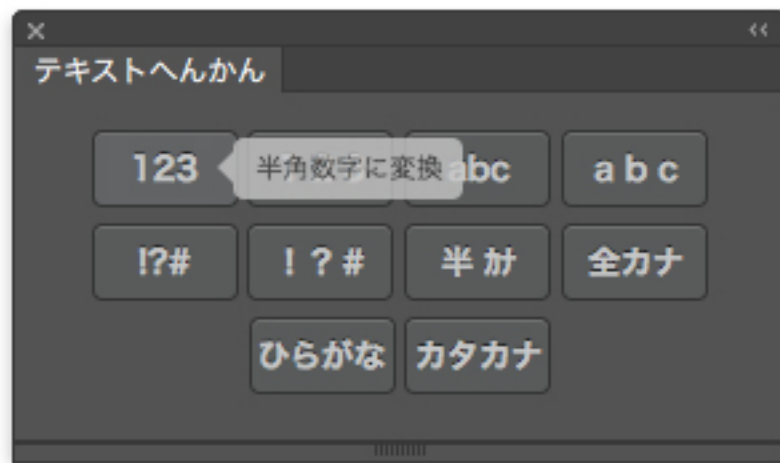 テキストへんかん
123 半角数字に変換 abc ａｂｃ
!?# ！？＃ 半ｶﾅ 全カナ
ひらがな カタカナ